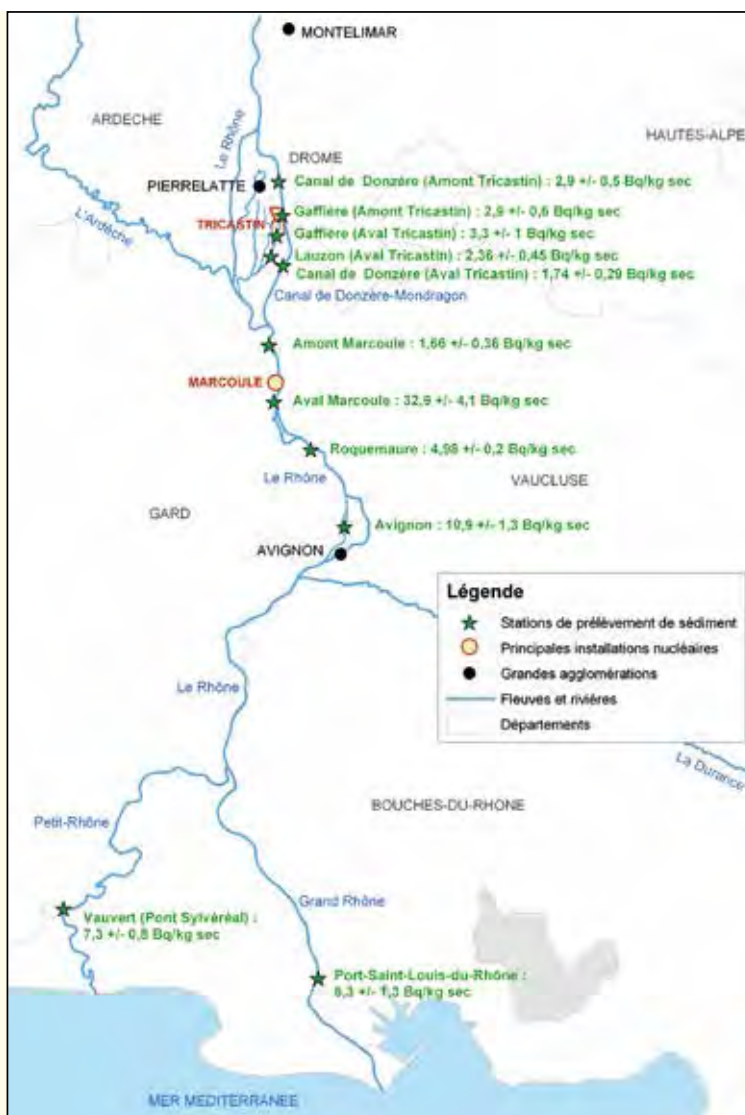 MONTELIMAR
ARDECHE
HAUTES-ALPE
Le Rhône
DROME
PIERRELATTE
Canal de Donzère (Amont Tricastin) : 2,9 +/- 0,5 Bq/kg sec
L'Ardèche
TRICASTIN
Gaffière (Amont Tricastin) : 2,9 +/- 0,6 Bq/kg sec
Gaffière (Aval Tricastin) : 3,3 +/- 1 Bq/kg sec
Lauzon (Aval Tricastin) : 2,36 +/- 0,45 Bq/kg sec
Canal de Donzère (Aval Tricastin) : 1,74 +/- 0,29 Bq/kg sec
Canal de Donzère-Mondragon
Amont Marcoule : 1,66 +/- 0,36 Bq/kg sec
MARCOULE
Aval Marcoule : 32,9 +/- 4,1 Bq/kg sec
Roquemaure : 4,98 +/- 0,2 Bq/kg sec
Le Rhône
VAUCLUSE
GARD
Avignon : 10,9 +/- 1,3 Bq/kg sec
AVIGNON
Légende
Stations de prélèvement de sédiment
Principales installations nucléaires
Grandes agglomérations
Fleuves et rivières
Départements
Le Rhône
La Durance
BOUCHES-DU-RHONE
Petit-Rhône
Grand Rhône
Vauvert (Pont Sylvéréal) :
7,3 +/- 0,8 Bq/kg sec
Port-Saint-Louis-du-Rhône :
+/- 1,3 Bq/kg sec
MER MEDITERRANEE